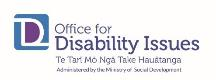 Office for
Disability Issues
Te Tari Mō Ngā Take Hauātanga
Administered by the Ministry of Social Development